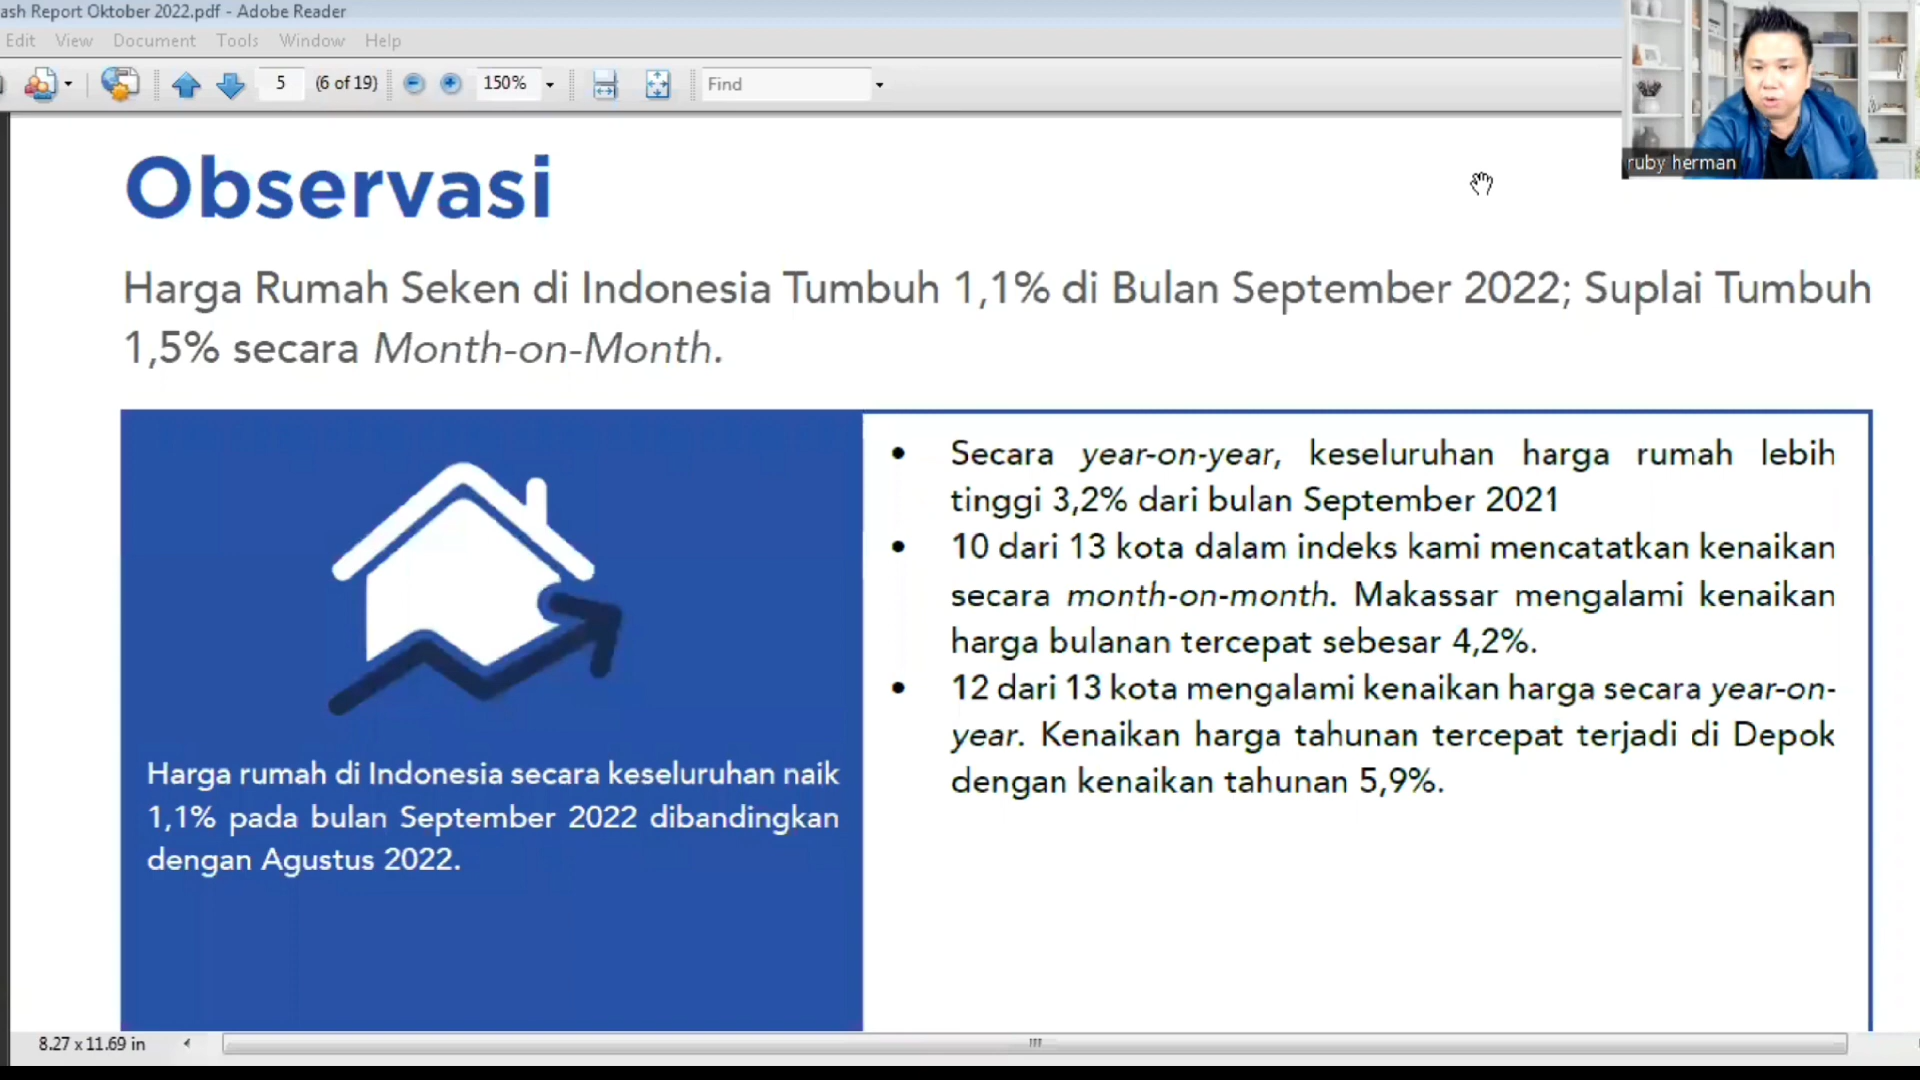 ash Report Oktober 2022.pdf - Adobe Reader
Edit View Document Tools Window Help
5 (6 of 19) 150% Find
ruby herman
Observasi
Harga Rumah Seken di Indonesia Tumbuh 1,1% di Bulan September 2022; Suplai Tumbuh
1,5% secara Month-on-Month.
Harga rumah di Indonesia secara keseluruhan naik
1,1% pada bulan September 2022 dibandingkan
dengan Agustus 2022.
• Secara year-on-year, keseluruhan harga rumah lebih
tinggi 3,2% dari bulan September 2021
• 10 dari 13 kota dalam indeks kami mencatatkan kenaikan
secara month-on-month. Makassar mengalami kenaikan
harga bulanan tercepat sebesar 4,2%.
• 12 dari 13 kota mengalami kenaikan harga secara year-on-
year. Kenaikan harga tahunan tercepat terjadi di Depok
dengan kenaikan tahunan 5,9%.
8.27 x 11.69 in